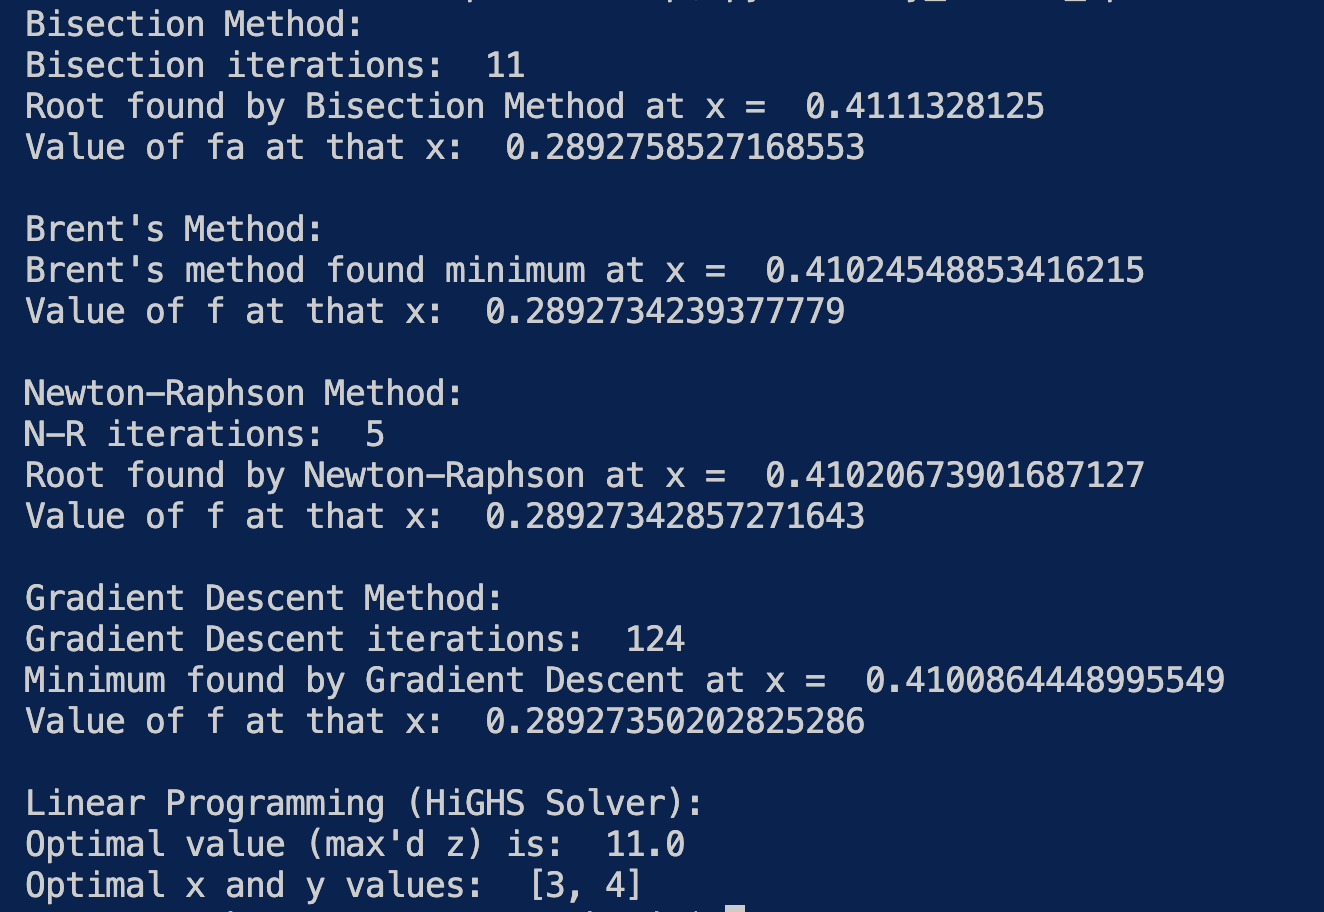 Bisection Method:
Bisection iterations:  11
Root found by Bisection Method at x =  0.4111328125
Value of fa at that x:  0.2892758527168553
Brent's Method:
Brent's method found minimum at x =  0.41024548853416215
Value of f at that x:  0.2892734239377779
Newton-Raphson Method:
N-R iterations:  5
Root found by Newton-Raphson at x =  0.41020673901687127
Value of f at that x:  0.28927342857271643
Gradient Descent Method:
Gradient Descent iterations:  124
Minimum found by Gradient Descent at x =  0.4100864448995549
Value of f at that x:  0.28927350202825286
Linear Programming (HiGHS Solver):
Optimal value (max'd z) is:  11.0
Optimal x and y values:  [3, 4]